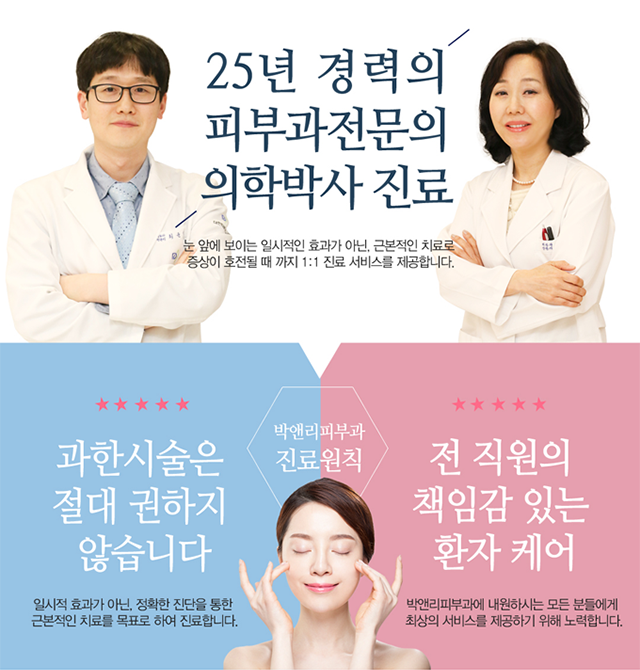 25년 경력의
피부과전문의
의학박사 진료
눈 앞에 보이는 일시적인 효과가 아닌, 근본적인 치료로
증상이 호전될 때 까지 1:1 진료 서비스를 제공합니다.
박앤리피부과
진료원칙
과한시술은
절대 권하지
않습니다
일시적 효과가 아닌, 정확한 진단을 통한
근본적인 치료를 목표로 하여 진료합니다.
전 직원의
책임감 있는
환자 케어
박앤리피부과에 내원하시는 모든 분들에게
최상의 서비스를 제공하기 위해 노력합니다.